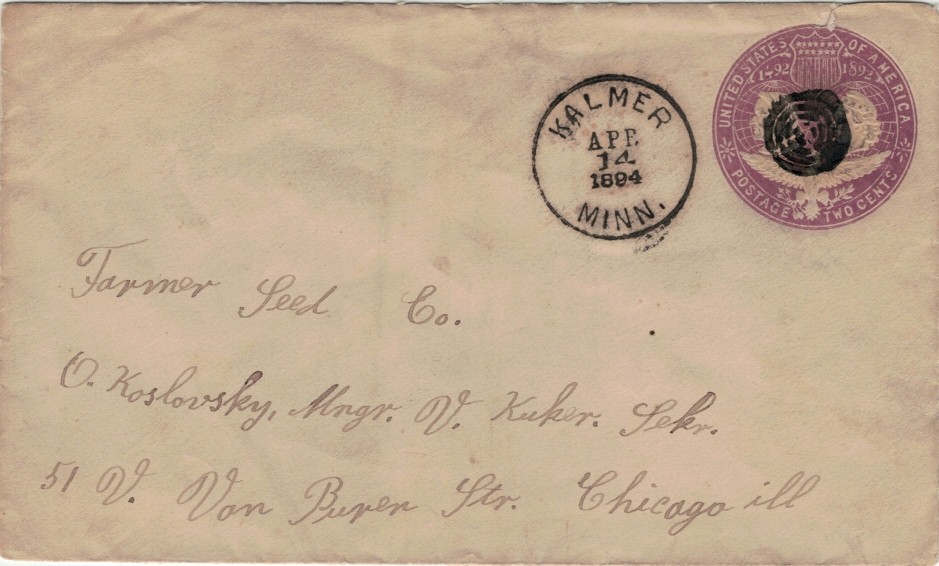 UNITED STATES OF AMERICA
1492 1892
POSTAGE TWO CENTS
KALMER
APR
14
1894
MINN.
Farmer Seed Co.
O. Koslovsky, Mngr. V. Kuker. Sekr.
51 V. Van Buren Str. Chicago ill